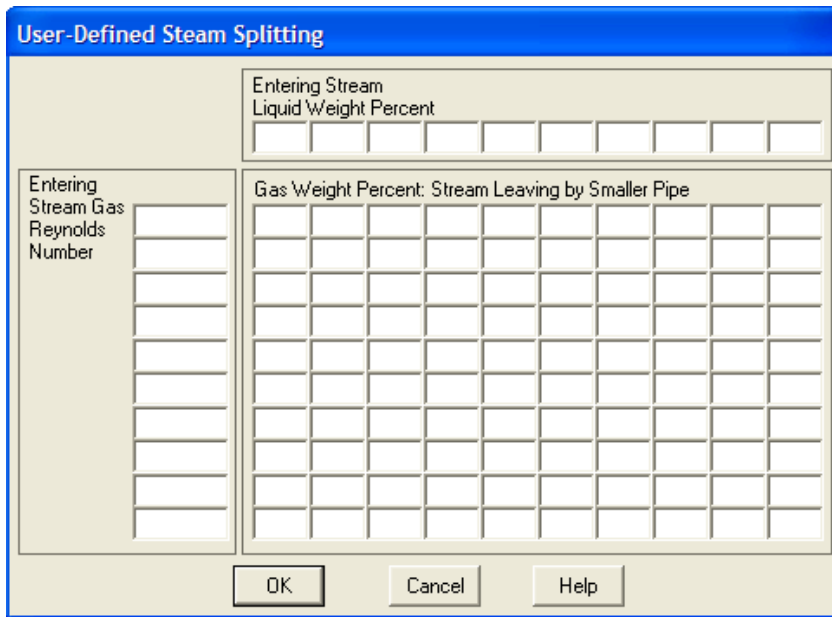 User-Defined Steam Splitting
Entering Stream
Liquid Weight Percent
Entering
Stream Gas
Reynolds
Number
Gas Weight Percent: Stream Leaving by Smaller Pipe
OK
Cancel
Help